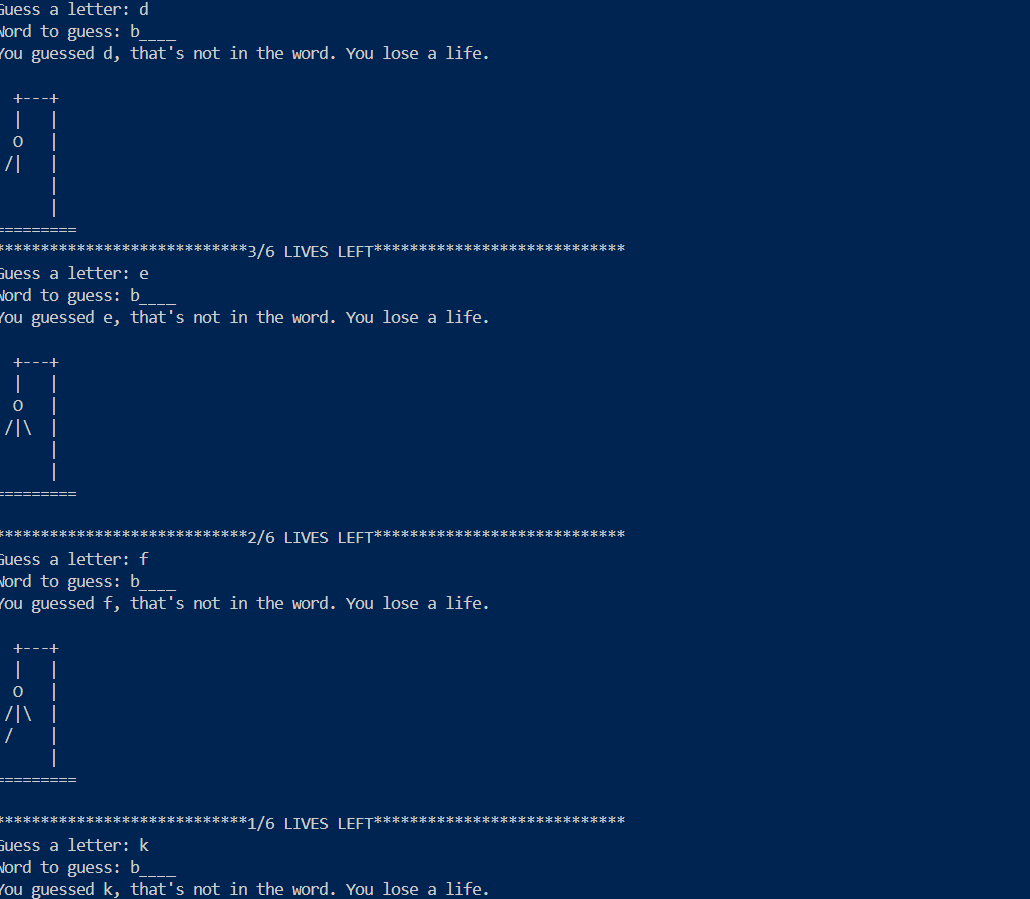 Guess a letter: d
Word to guess: b____
You guessed d, that's not in the word. You lose a life.
  +---+
  |   |
  O   |
 /|   |
      |
      |
=========
****************************3/6 LIVES LEFT****************************
Guess a letter: e
Word to guess: b____
You guessed e, that's not in the word. You lose a life.
  +---+
  |   |
  O   |
 /|\  |
      |
      |
=========
****************************2/6 LIVES LEFT****************************
Guess a letter: f
Word to guess: b____
You guessed f, that's not in the word. You lose a life.
  +---+
  |   |
  O   |
 /|\  |
 /    |
      |
=========
****************************1/6 LIVES LEFT****************************
Guess a letter: k
Word to guess: b____
You guessed k, that's not in the word. You lose a life.